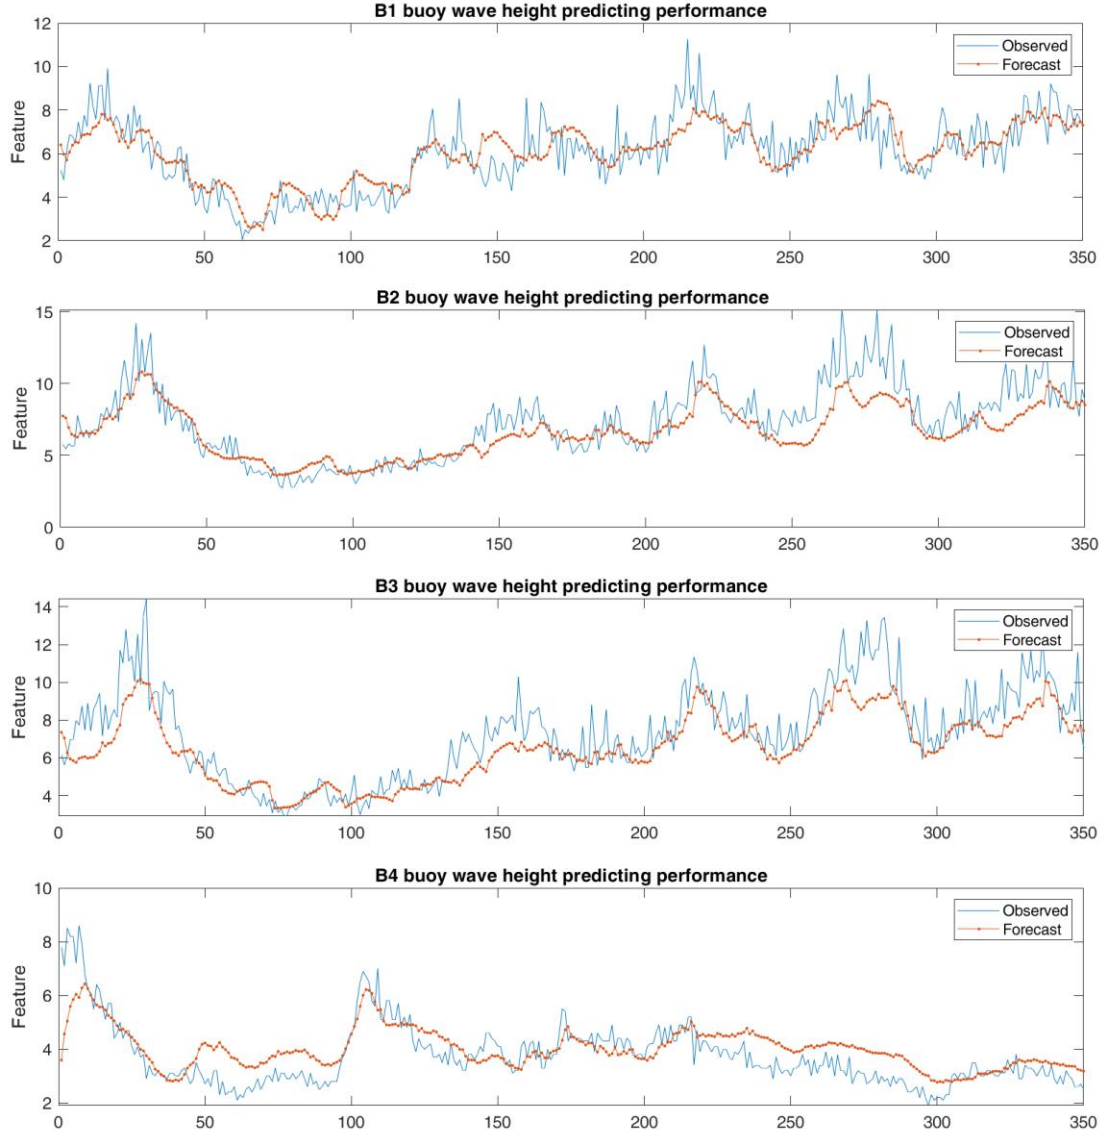 B1 buoy wave height predicting performance
12
10
8
6
4
2
Feature
Observed
Forecast
0 50 100 150 200 250 300 350
B2 buoy wave height predicting performance
15
10
5
0
Feature
Observed
Forecast
0 50 100 150 200 250 300 350
B3 buoy wave height predicting performance
14
12
10
8
6
4
Feature
Observed
Forecast
0 50 100 150 200 250 300 350
B4 buoy wave height predicting performance
10
8
6
4
2
Feature
Observed
Forecast
0 50 100 150 200 250 300 350